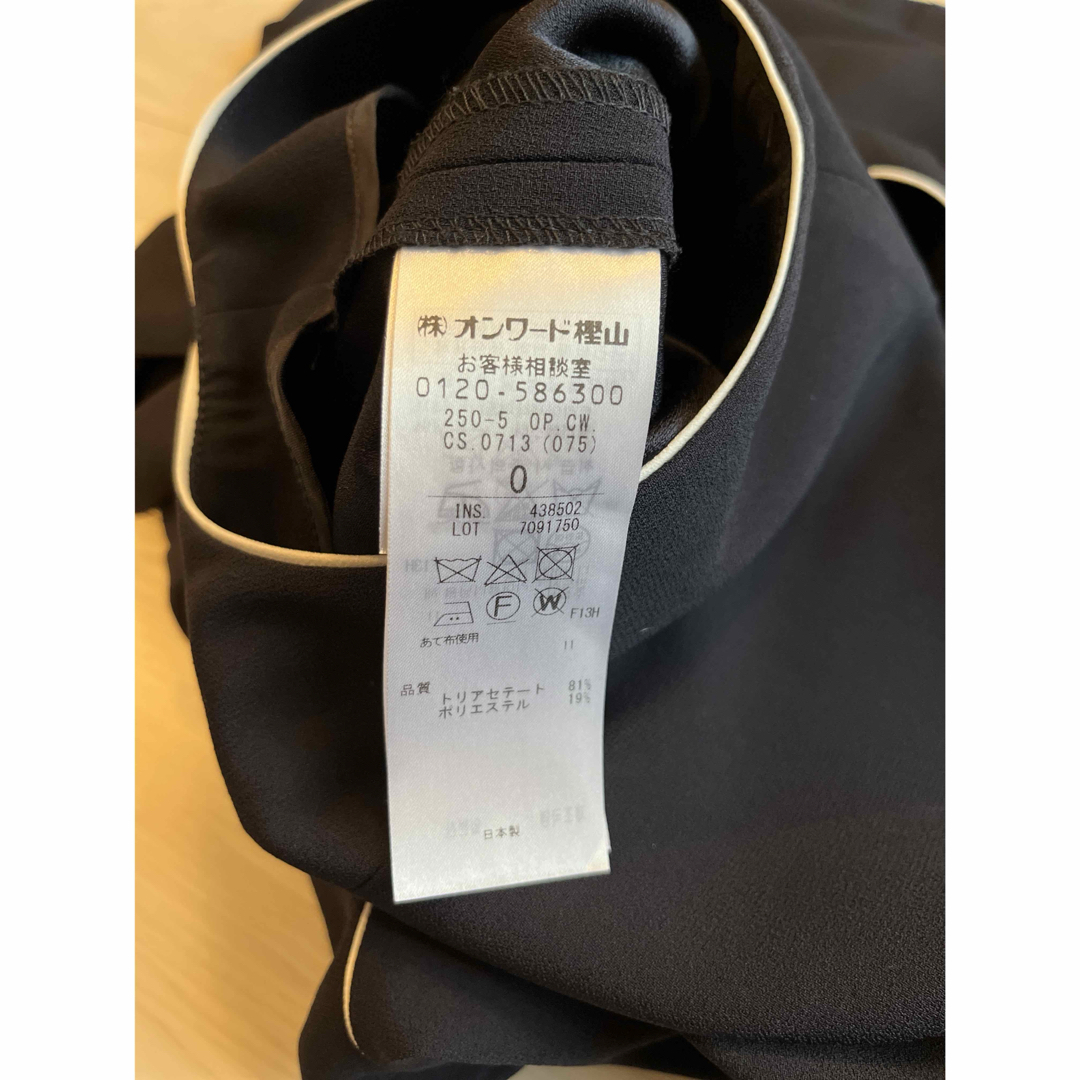 (株)オンワード樫山
お客様相談室
0120-586300
250-5 OP.CW.
CS.0713(075)
0
INS. 438502
LOT 7091750
F W F13H
あて布使用 11
品質 トリアセテート 81%
ポリエステル 19%
日本製